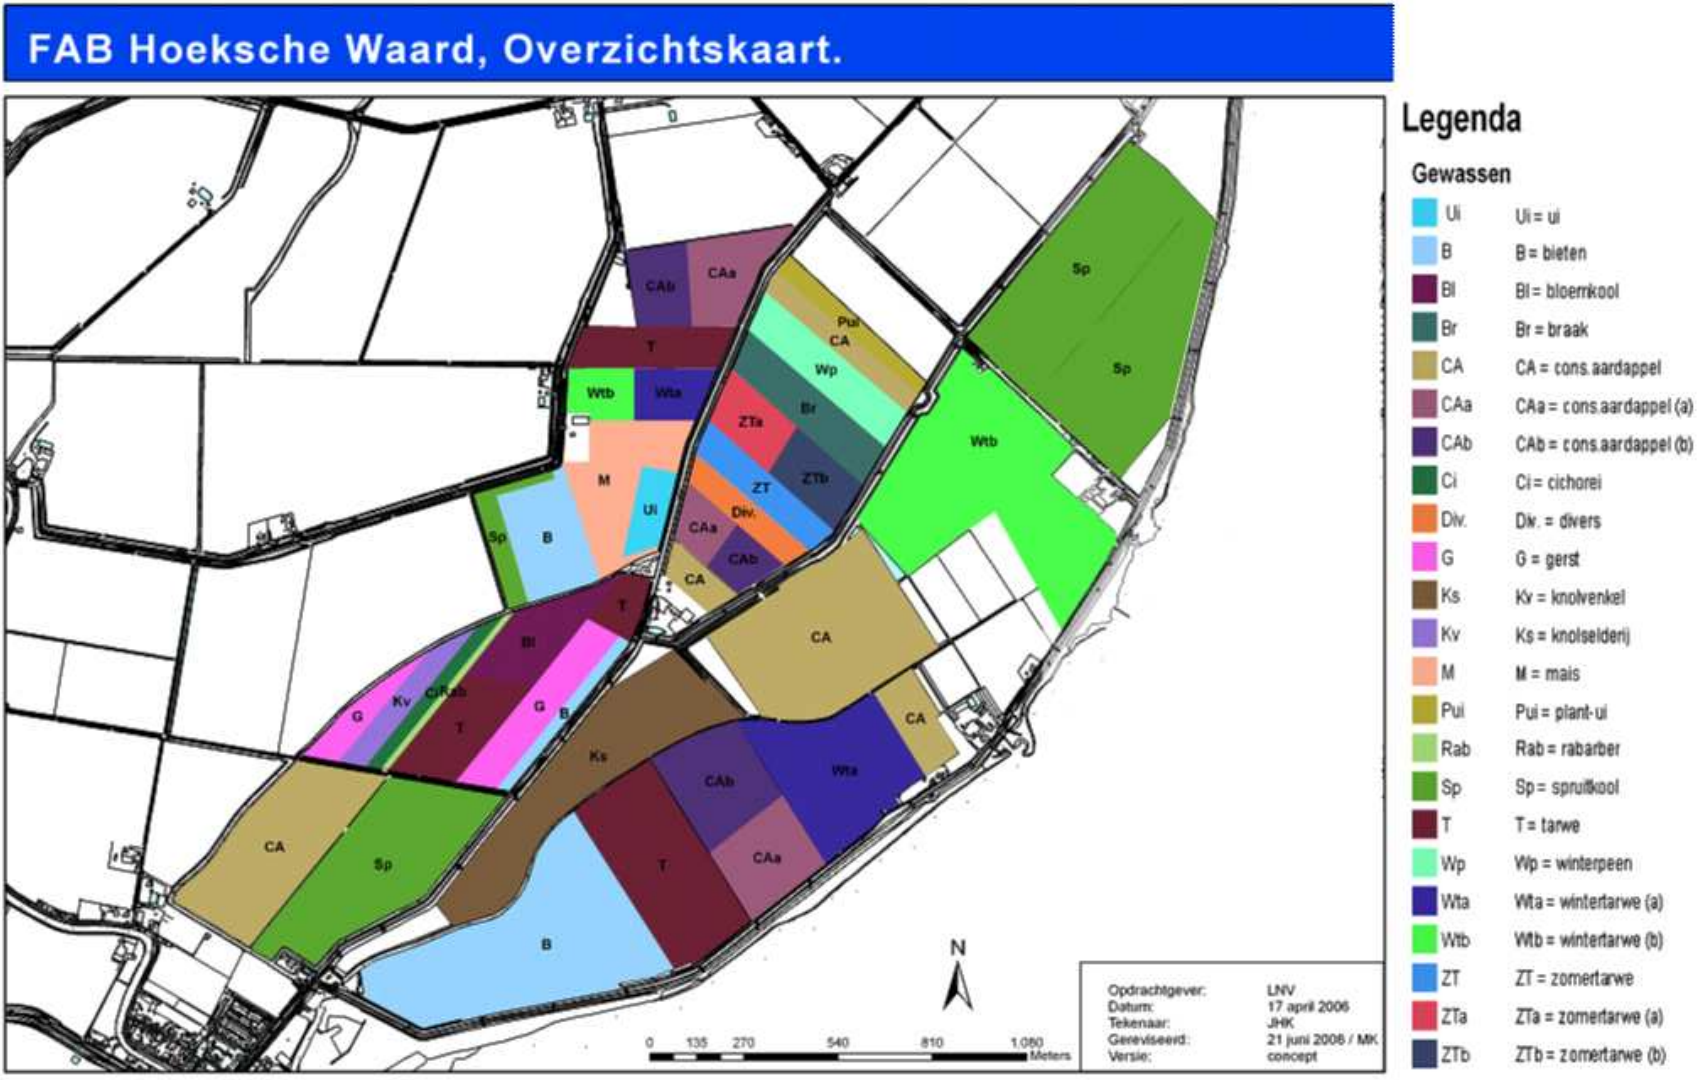 FAB Hoeksche Waard, Overzichtskaart.
Legenda
Gewassen
Ui Ui = ui
B B = bieten
Bl Bl = bloemkool
Br Br = braak
CA CA = cons.aardappel
CAa CAa = cons.aardappel (a)
CAb CAb = cons.aardappel (b)
Ci Ci = cichorei
Div. Div. = divers
G G = gerst
Ks Kv = knolvenkel
Kv Ks = knolselderij
M M = mais
Pui Pui = plant-ui
Rab Rab = rabarber
Sp Sp = spruitkool
T T = tarwe
Wp Wp = winterpeen
Wta Wta = wintertarwe (a)
Wtb Wtb = wintertarwe (b)
ZT ZT = zomertarwe
ZTa ZTa = zomertarwe (a)
ZTb ZTb = zomertarwe (b)
Sp
CAa
CAb
Pui
CA
T
Wp
Sp
Wtb
Wta
Br
ZTa
Wtb
M
ZTb
ZT
Ui
Div.
Sp
B
CAa
CAb
CA
T
CA
Bl
Ci
Rab
Kv
G
G
B
CA
T
Ks
Wta
CAb
CA
CAa
Sp
T
B
N
0 135 270 540 810 1.080
Meters
Opdrachtgever: LNV
Datum: 17 april 2006
Tekenaar: JHK
Gereviseerd: 21 juni 2006 / MK
Versie: concept